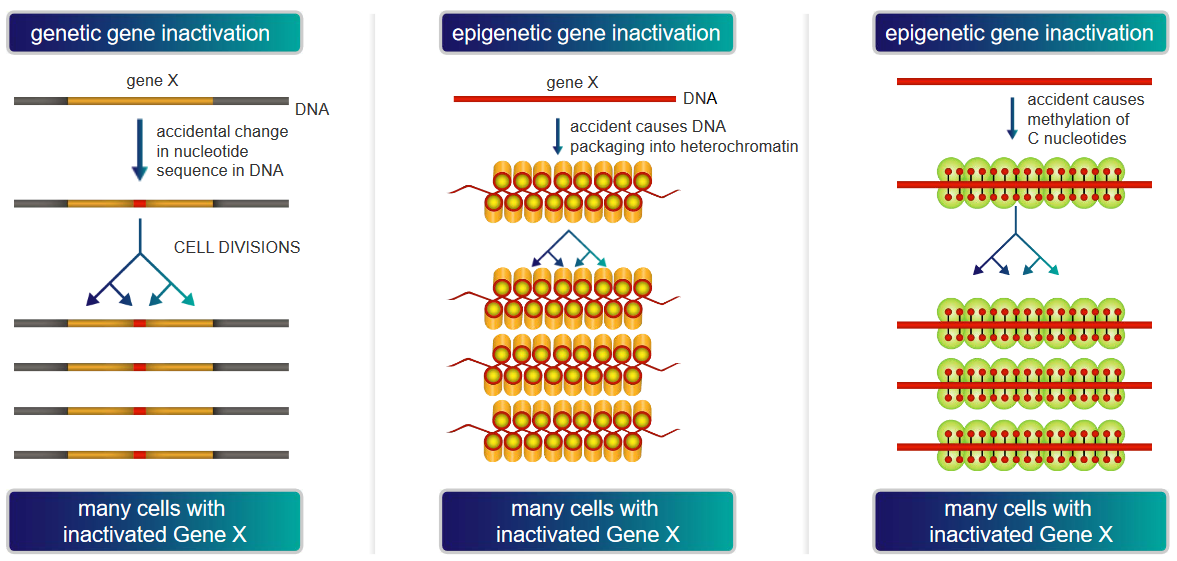 genetic gene inactivation
gene X
DNA
accidental change
in nucleotide
sequence in DNA
CELL DIVISIONS
many cells with
inactivated Gene X
epigenetic gene inactivation
gene X
DNA
accident causes DNA
packaging into heterochromatin
many cells with
inactivated Gene X
epigenetic gene inactivation
accident causes
methylation of
C nucleotides
many cells with
inactivated Gene X